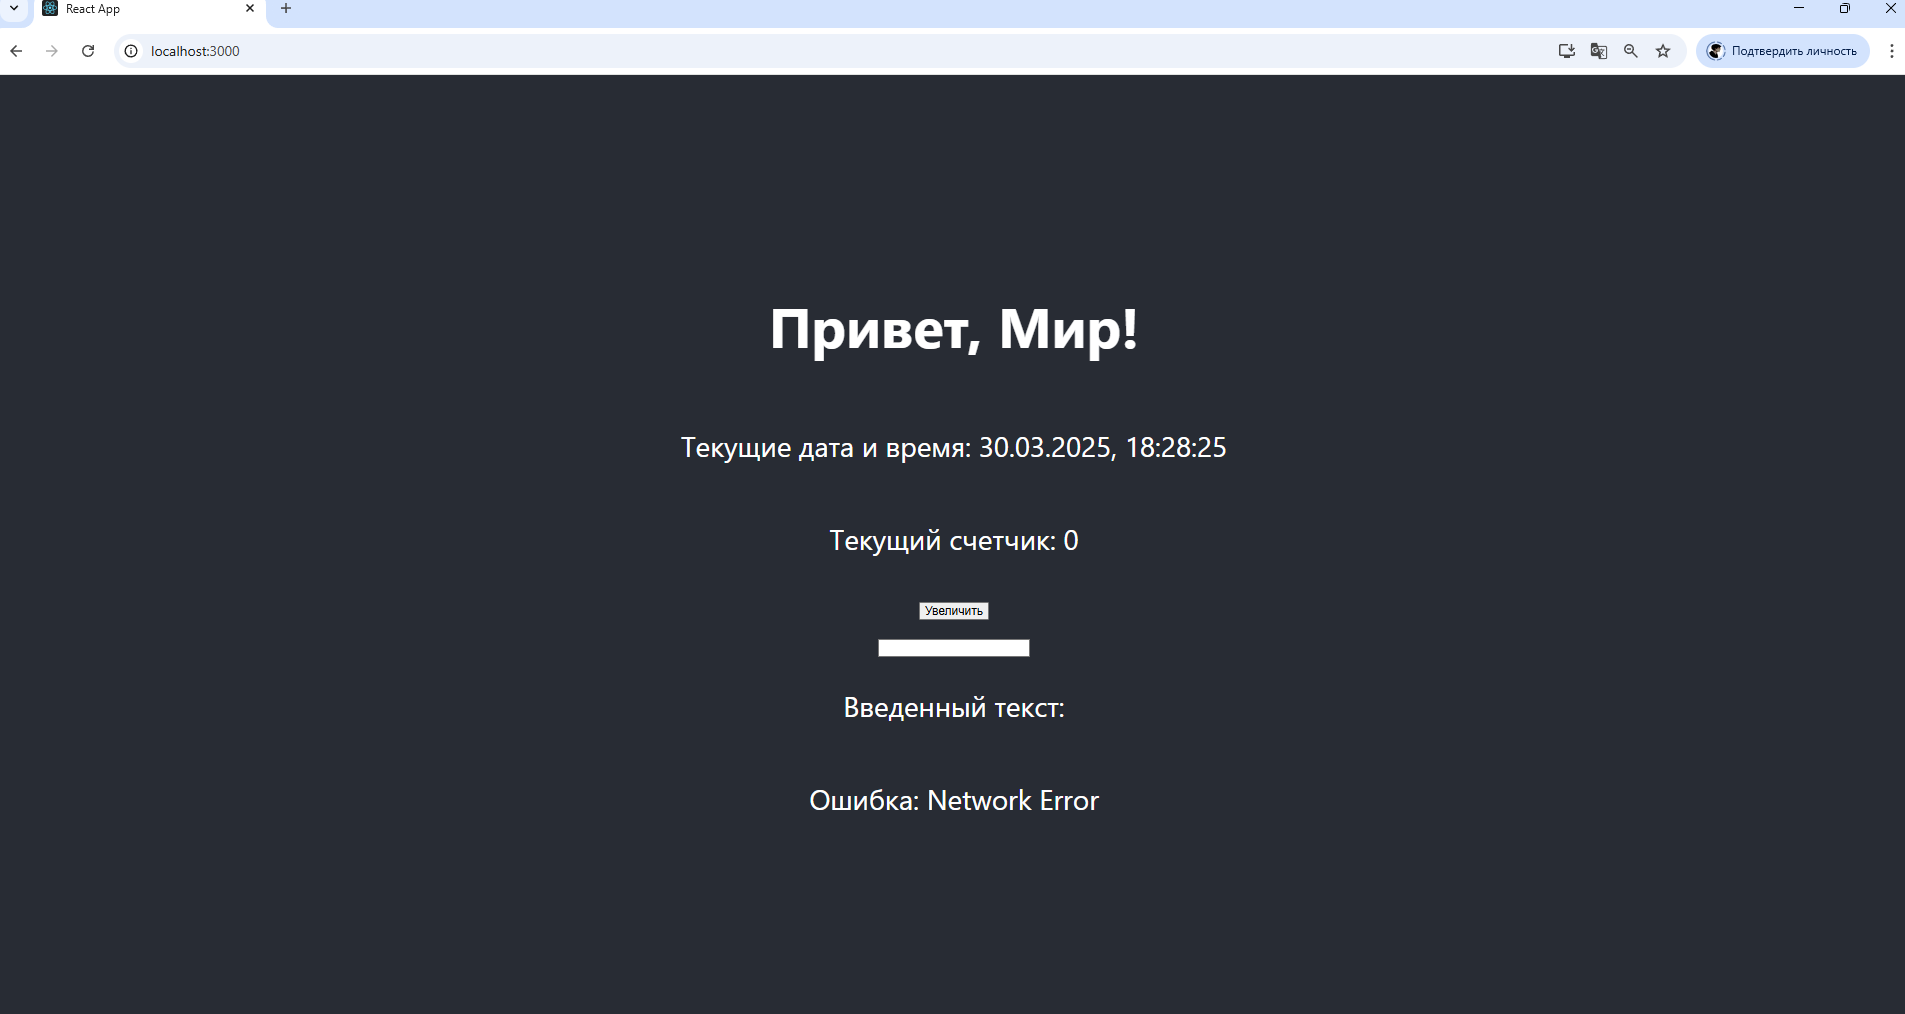 React App
localhost:3000
Подтвердить личность
Привет, Мир!
Текущие дата и время: 30.03.2025, 18:28:25
Текущий счетчик: 0
Увеличить
Введенный текст:
Ошибка: Network Error